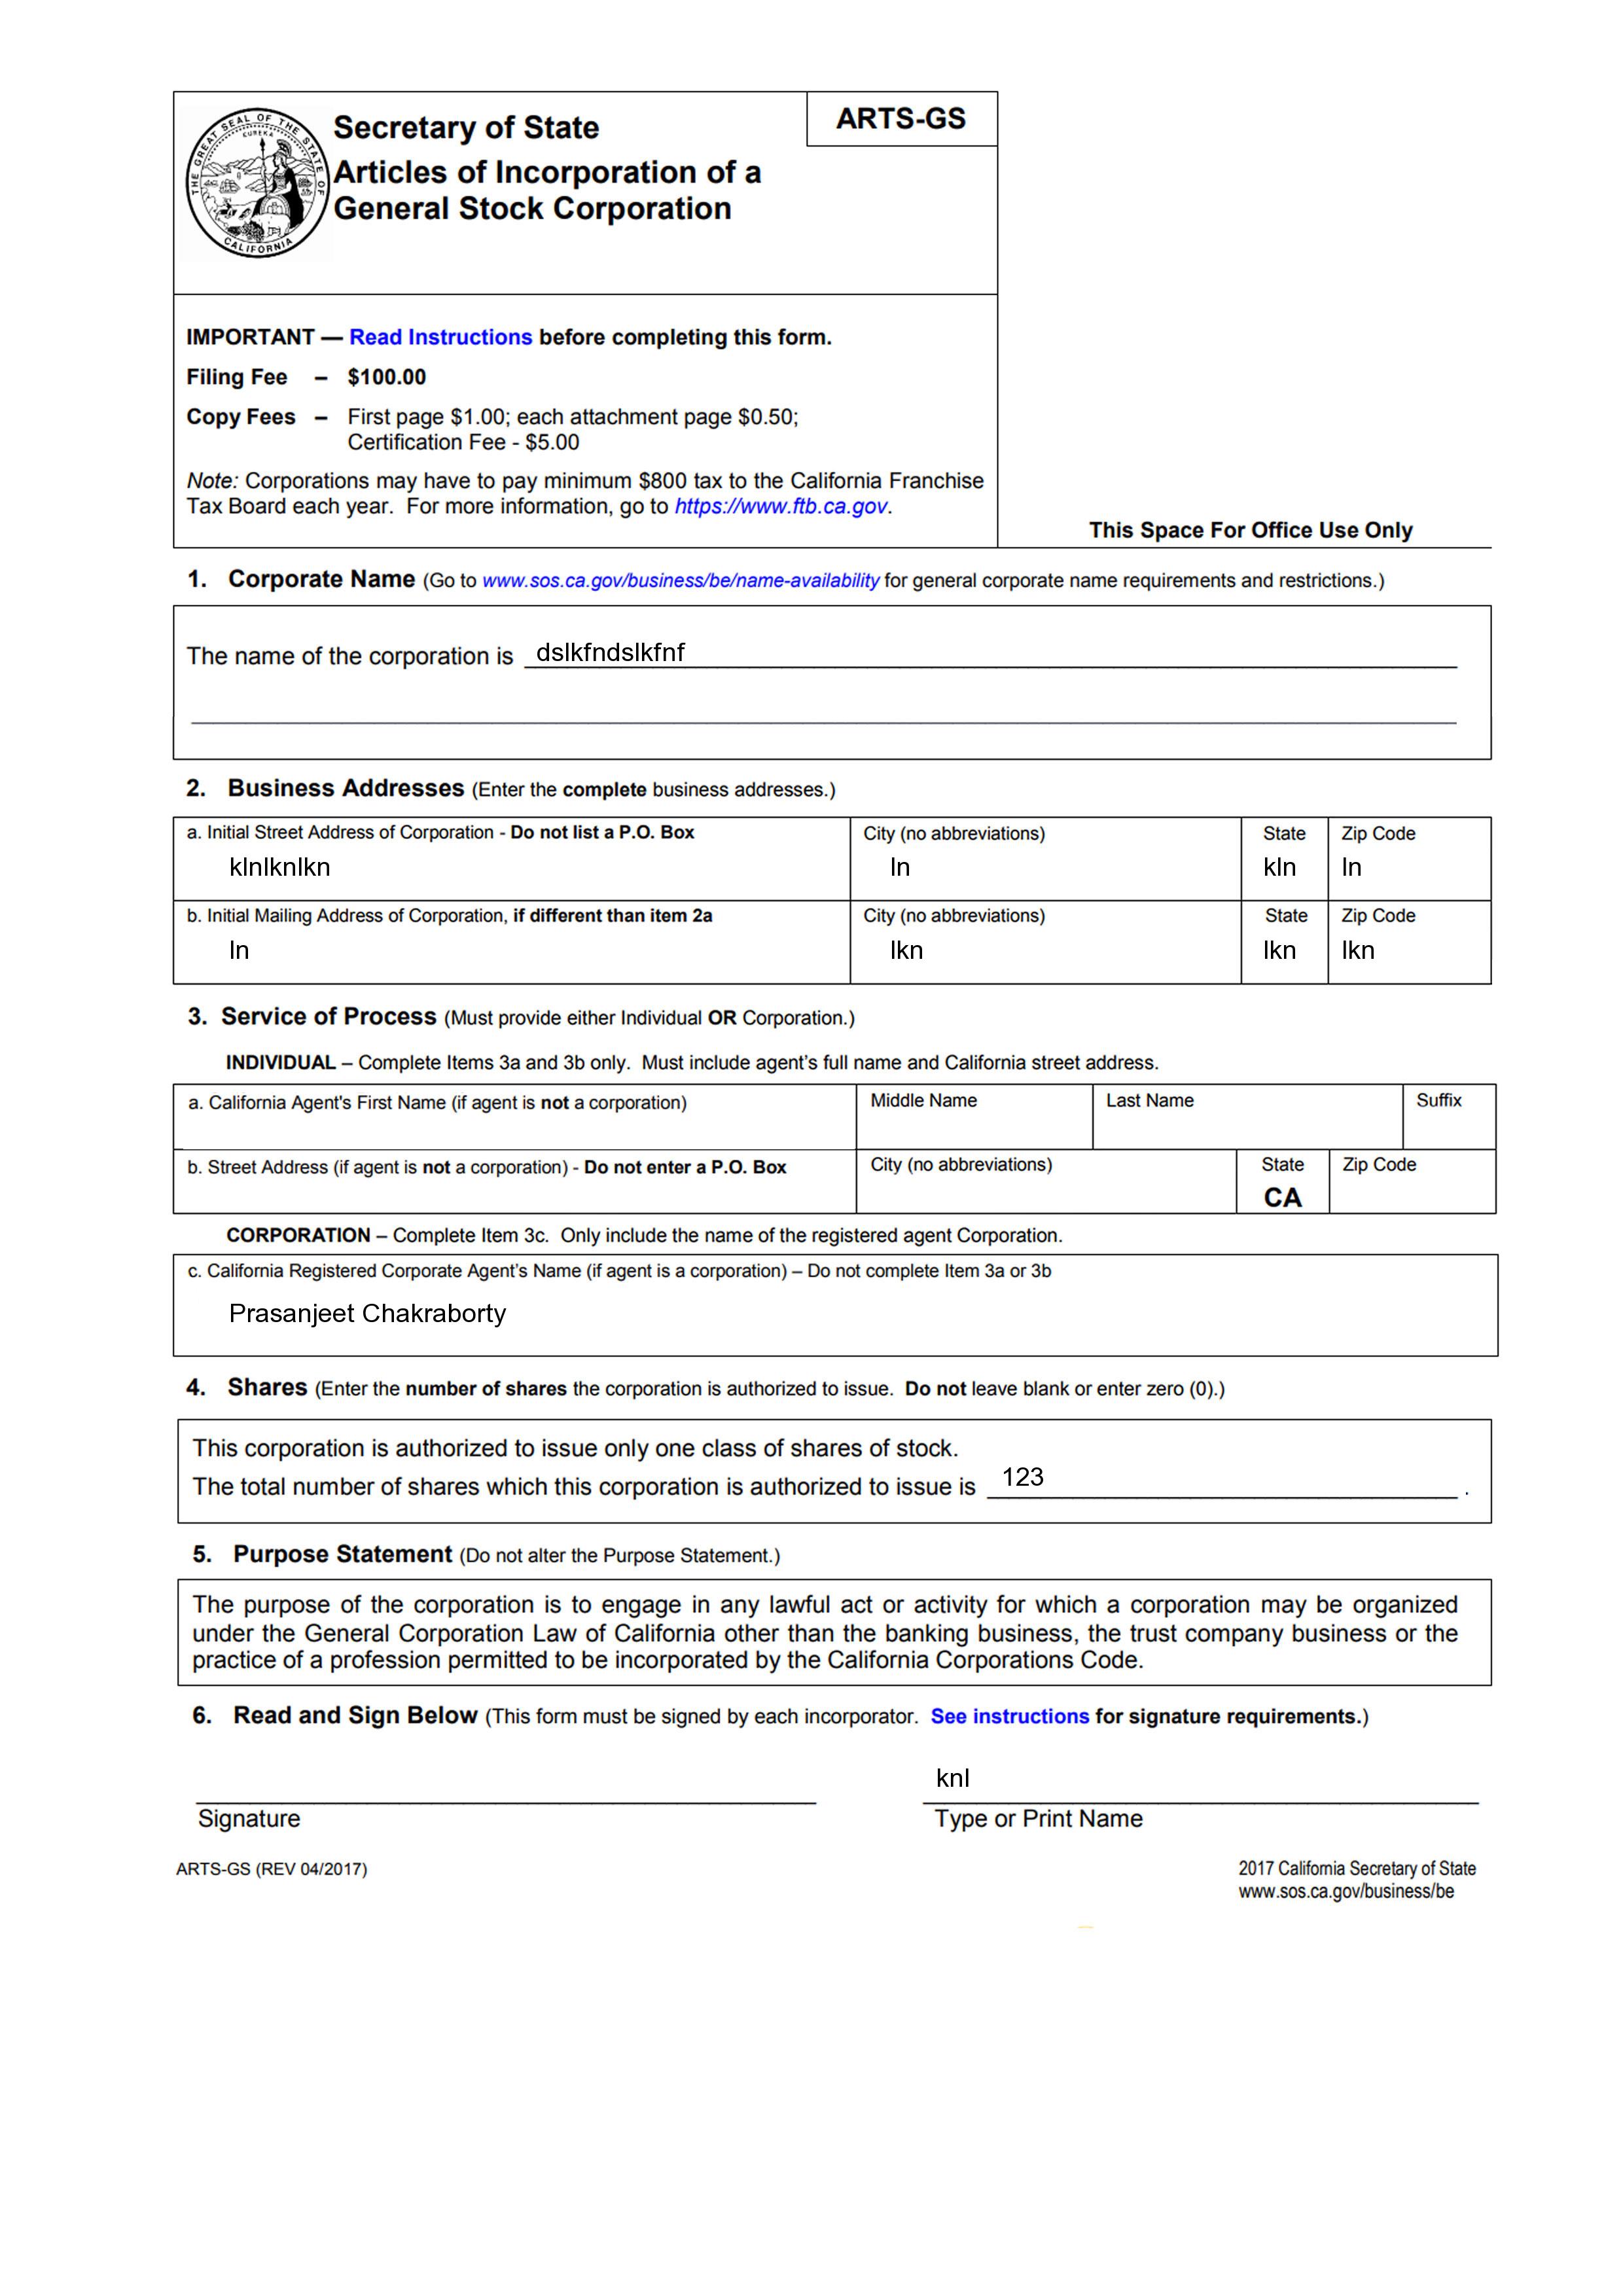 THE GREAT SEAL OF THE STATE OF CALIFORNIA
EUREKA
Secretary of State
Articles of Incorporation of a
General Stock Corporation
ARTS-GS
IMPORTANT — Read Instructions before completing this form.
Filing Fee – $100.00
Copy Fees – First page $1.00; each attachment page $0.50;
Certification Fee - $5.00
Note: Corporations may have to pay minimum $800 tax to the California Franchise
Tax Board each year. For more information, go to https://www.ftb.ca.gov.
This Space For Office Use Only
1. Corporate Name (Go to www.sos.ca.gov/business/be/name-availability for general corporate name requirements and restrictions.)
The name of the corporation is dslkfndslkfnf
2. Business Addresses (Enter the complete business addresses.)
a. Initial Street Address of Corporation - Do not list a P.O. Box City (no abbreviations) State Zip Code
klnlknlkn ln kln ln
b. Initial Mailing Address of Corporation, if different than item 2a City (no abbreviations) State Zip Code
ln lkn lkn lkn
3. Service of Process (Must provide either Individual OR Corporation.)
INDIVIDUAL – Complete Items 3a and 3b only. Must include agent's full name and California street address.
a. California Agent's First Name (if agent is not a corporation) Middle Name Last Name Suffix
b. Street Address (if agent is not a corporation) - Do not enter a P.O. Box City (no abbreviations) State Zip Code
CA
CORPORATION – Complete Item 3c. Only include the name of the registered agent Corporation.
c. California Registered Corporate Agent's Name (if agent is a corporation) – Do not complete Item 3a or 3b
Prasanjeet Chakraborty
4. Shares (Enter the number of shares the corporation is authorized to issue. Do not leave blank or enter zero (0).)
This corporation is authorized to issue only one class of shares of stock.
The total number of shares which this corporation is authorized to issue is 123 .
5. Purpose Statement (Do not alter the Purpose Statement.)
The purpose of the corporation is to engage in any lawful act or activity for which a corporation may be organized
under the General Corporation Law of California other than the banking business, the trust company business or the
practice of a profession permitted to be incorporated by the California Corporations Code.
6. Read and Sign Below (This form must be signed by each incorporator. See instructions for signature requirements.)
knl
Signature Type or Print Name
ARTS-GS (REV 04/2017) 2017 California Secretary of State
www.sos.ca.gov/business/be